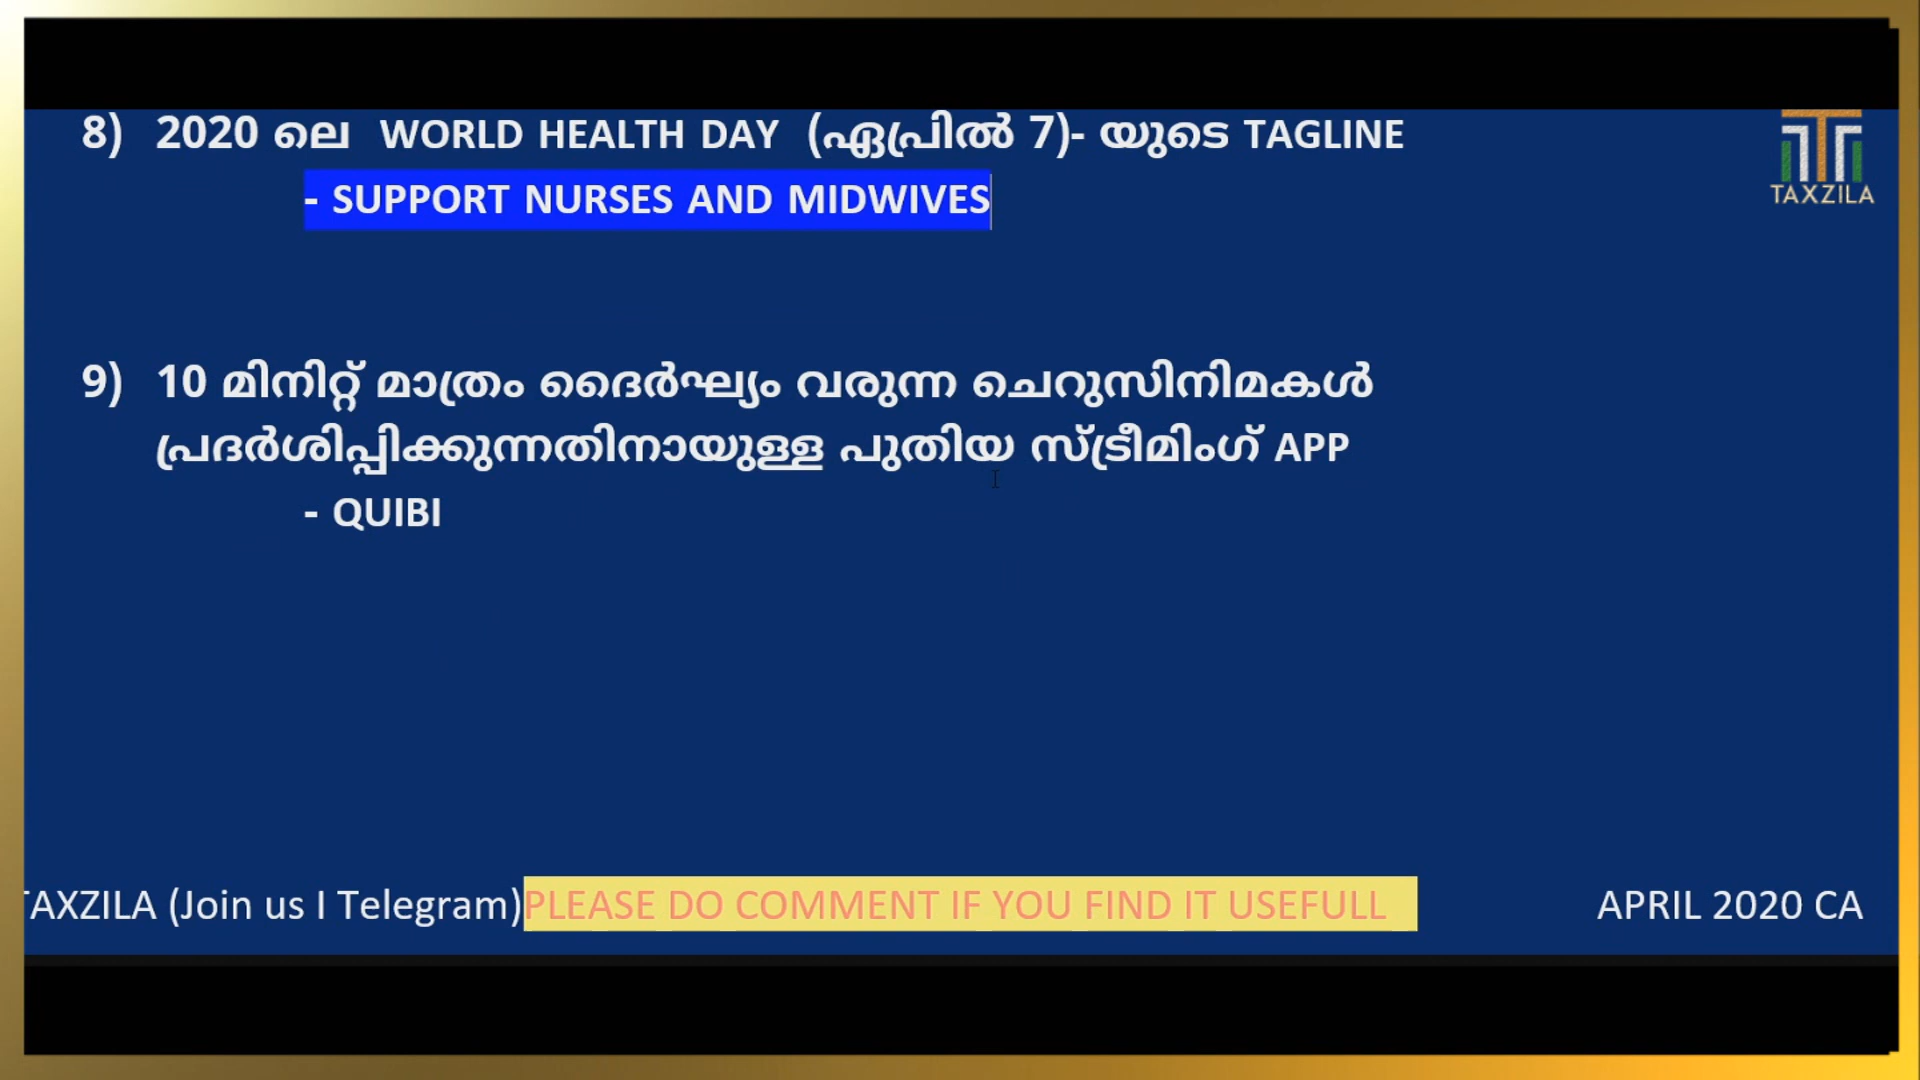 8) 2020 ലെ WORLD HEALTH DAY (ഏപ്രിൽ 7)- യുടെ TAGLINE
- SUPPORT NURSES AND MIDWIVES
TAXZILA
9) 10 മിനിറ്റ് മാത്രം ദൈർഘ്യം വരുന്ന ചെറുസിനിമകൾ
പ്രദർശിപ്പിക്കുന്നതിനായുള്ള പുതിയ സ്ട്രീമിംഗ് APP
- QUIBI
TAXZILA (Join us I Telegram) PLEASE DO COMMENT IF YOU FIND IT USEFULL APRIL 2020 CA